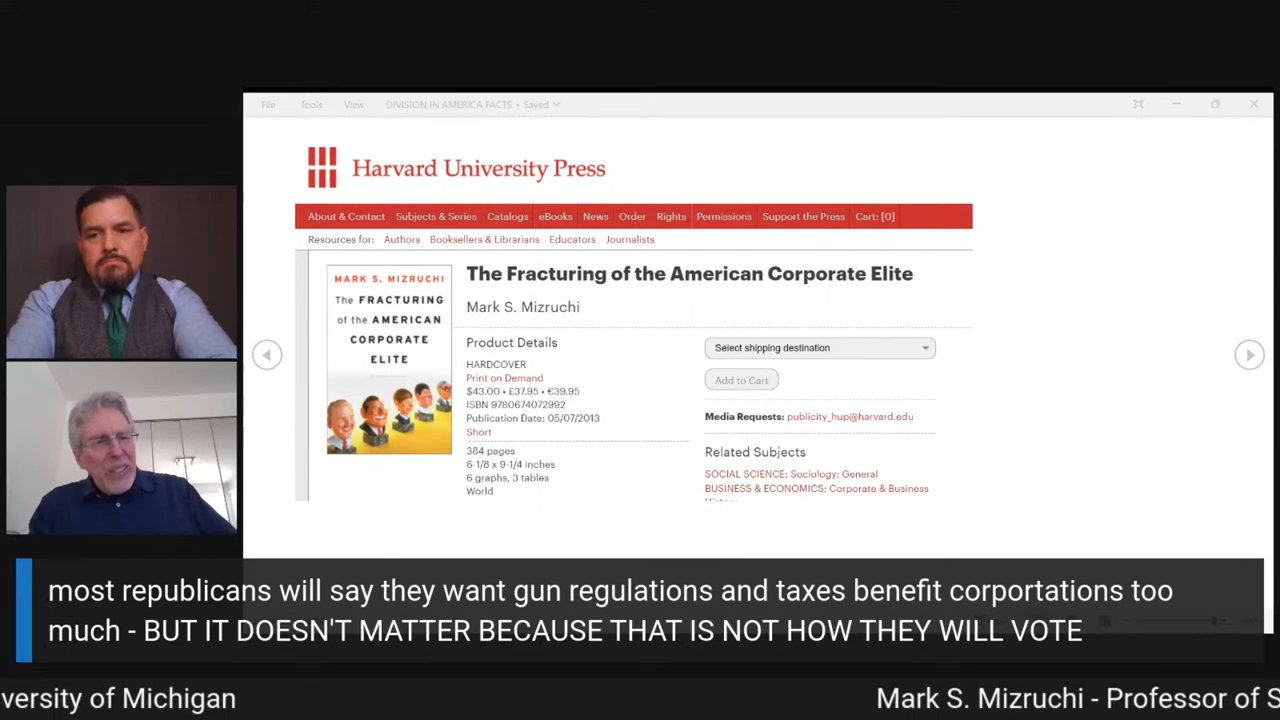 File Tools View DIVISION IN AMERICA FACTS • Saved
Harvard University Press
About & Contact Subjects & Series Catalogs eBooks News Order Rights Permissions Support the Press Cart: [0]
Resources for: Authors Booksellers & Librarians Educators Journalists
MARK S. MIZRUCHI
The FRACTURING
of the AMERICAN
CORPORATE
ELITE
The Fracturing of the American Corporate Elite
Mark S. Mizruchi
Product Details
HARDCOVER
Print on Demand
$43.00 • £37.95 • €39.95
ISBN 9780674072992
Publication Date: 05/07/2013
Short
384 pages
6-1/8 x 9-1/4 inches
6 graphs, 3 tables
World
Select shipping destination
Add to Cart
Media Requests: publicity_hup@harvard.edu
Related Subjects
SOCIAL SCIENCE: Sociology: General
BUSINESS & ECONOMICS: Corporate & Business
most republicans will say they want gun regulations and taxes benefit corportations too
much - BUT IT DOESN'T MATTER BECAUSE THAT IS NOT HOW THEY WILL VOTE
versity of Michigan
Mark S. Mizruchi - Professor of S